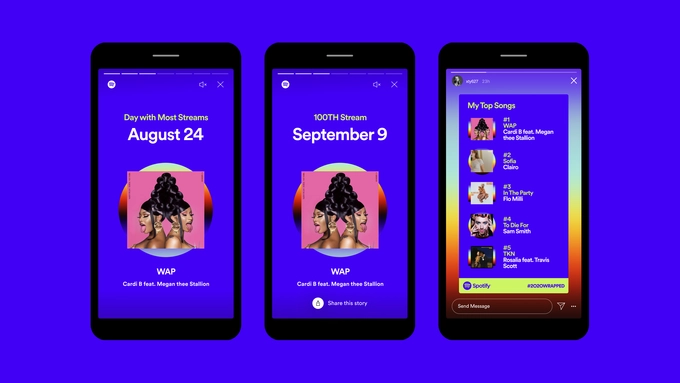 Day with Most Streams
August 24
WAP
Cardi B feat. Megan thee Stallion
100TH Stream
September 9
WAP
Cardi B feat. Megan thee Stallion
Share this story
24h
My Top Songs
#1
WAP
Cardi B feat. Megan
thee Stallion
#2
Sofia
Clairo
#3
In The Party
Flo Milli
#4
To Die For
Sam Smith
#5
TKN
Rosalia feat. Travis
Scott
Spotify
#2020WRAPPED
Send Message